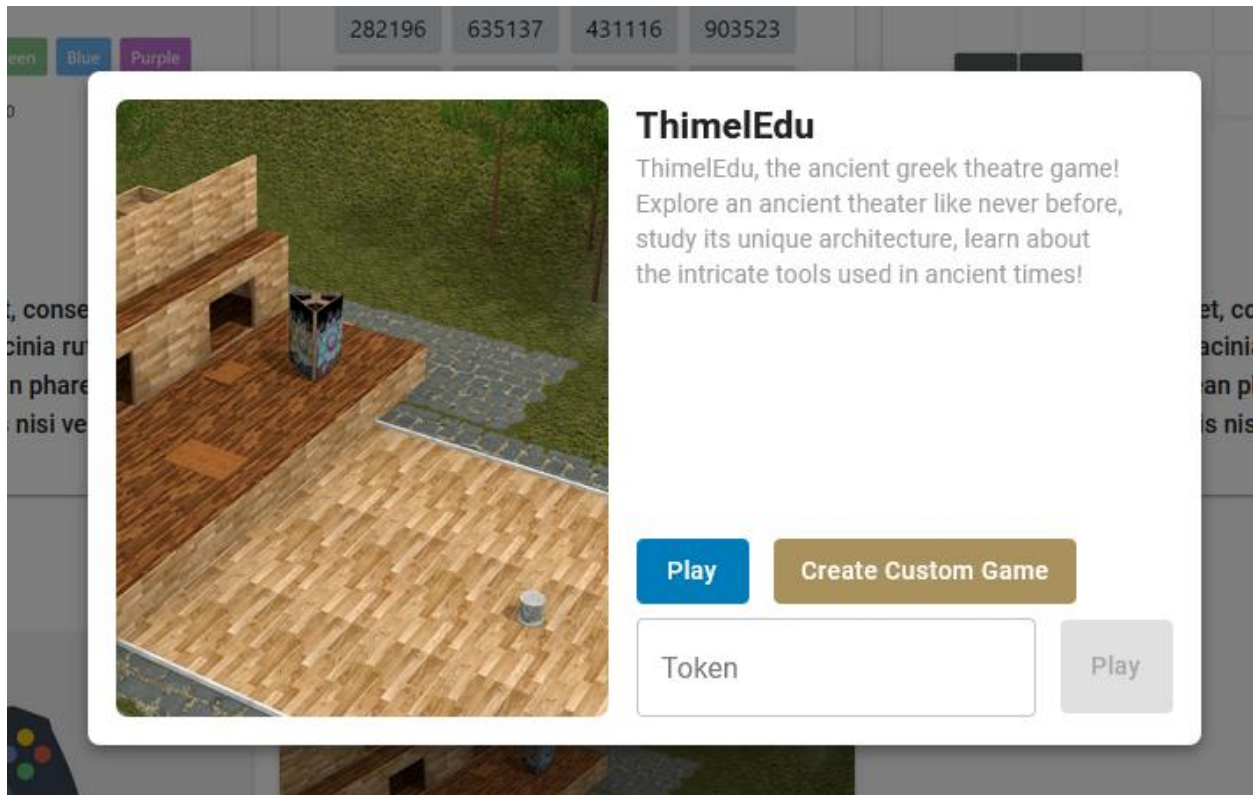 282196 635137 431116 903523
Blue Purple
ThimelEdu
ThimelEdu, the ancient greek theatre game!
Explore an ancient theater like never before,
study its unique architecture, learn about
the intricate tools used in ancient times!
nisi
Play Create Custom Game
Token Play